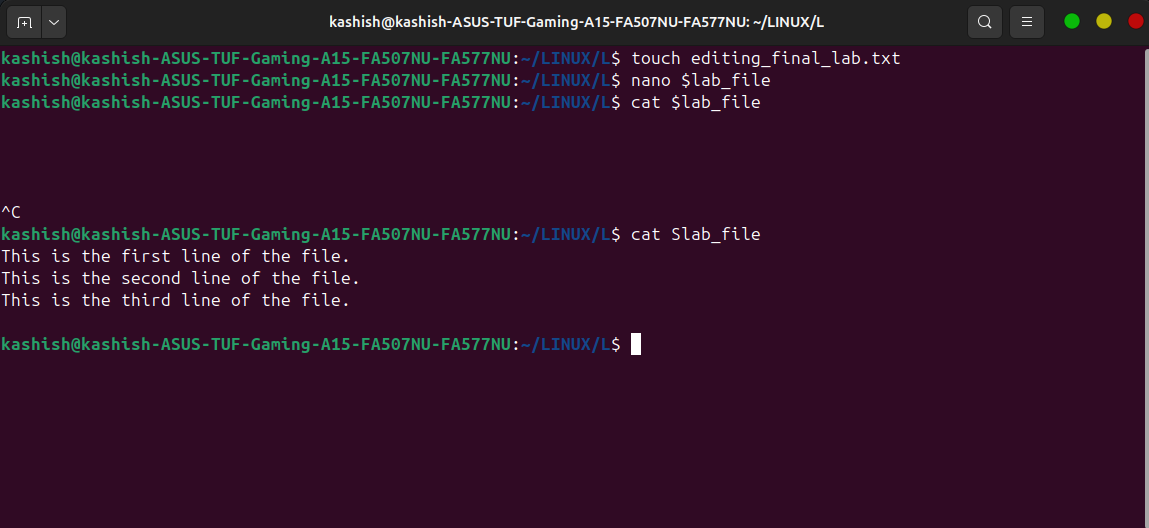 kashish@kashish-ASUS-TUF-Gaming-A15-FA507NU-FA577NU: ~/LINUX/L
kashish@kashish-ASUS-TUF-Gaming-A15-FA507NU-FA577NU:~/LINUX/L$ touch editing_final_lab.txt
kashish@kashish-ASUS-TUF-Gaming-A15-FA507NU-FA577NU:~/LINUX/L$ nano $lab_file
kashish@kashish-ASUS-TUF-Gaming-A15-FA507NU-FA577NU:~/LINUX/L$ cat $lab_file
^C
kashish@kashish-ASUS-TUF-Gaming-A15-FA507NU-FA577NU:~/LINUX/L$ cat Slab_file
This is the first line of the file.
This is the second line of the file.
This is the third line of the file.
kashish@kashish-ASUS-TUF-Gaming-A15-FA507NU-FA577NU:~/LINUX/L$